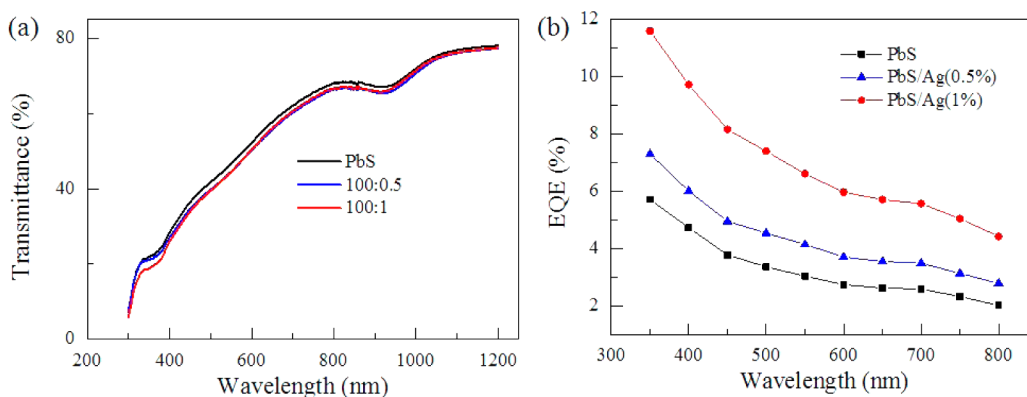 (a)
80
40
0
Transmittance (%)
PbS
100:0.5
100:1
200 400 600 800 1000 1200
Wavelength (nm)
(b)
12
10
8
6
4
2
EQE (%)
PbS
PbS/Ag(0.5%)
PbS/Ag(1%)
300 400 500 600 700 800
Wavelength (nm)